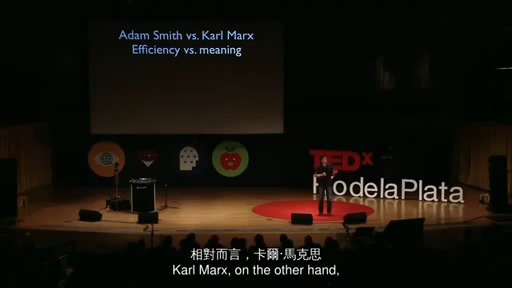 Adam Smith vs. Karl Marx
Efficiency vs. meaning
TEDx
RodelaPlata
相對而言，卡爾·馬克思
Karl Marx, on the other hand,